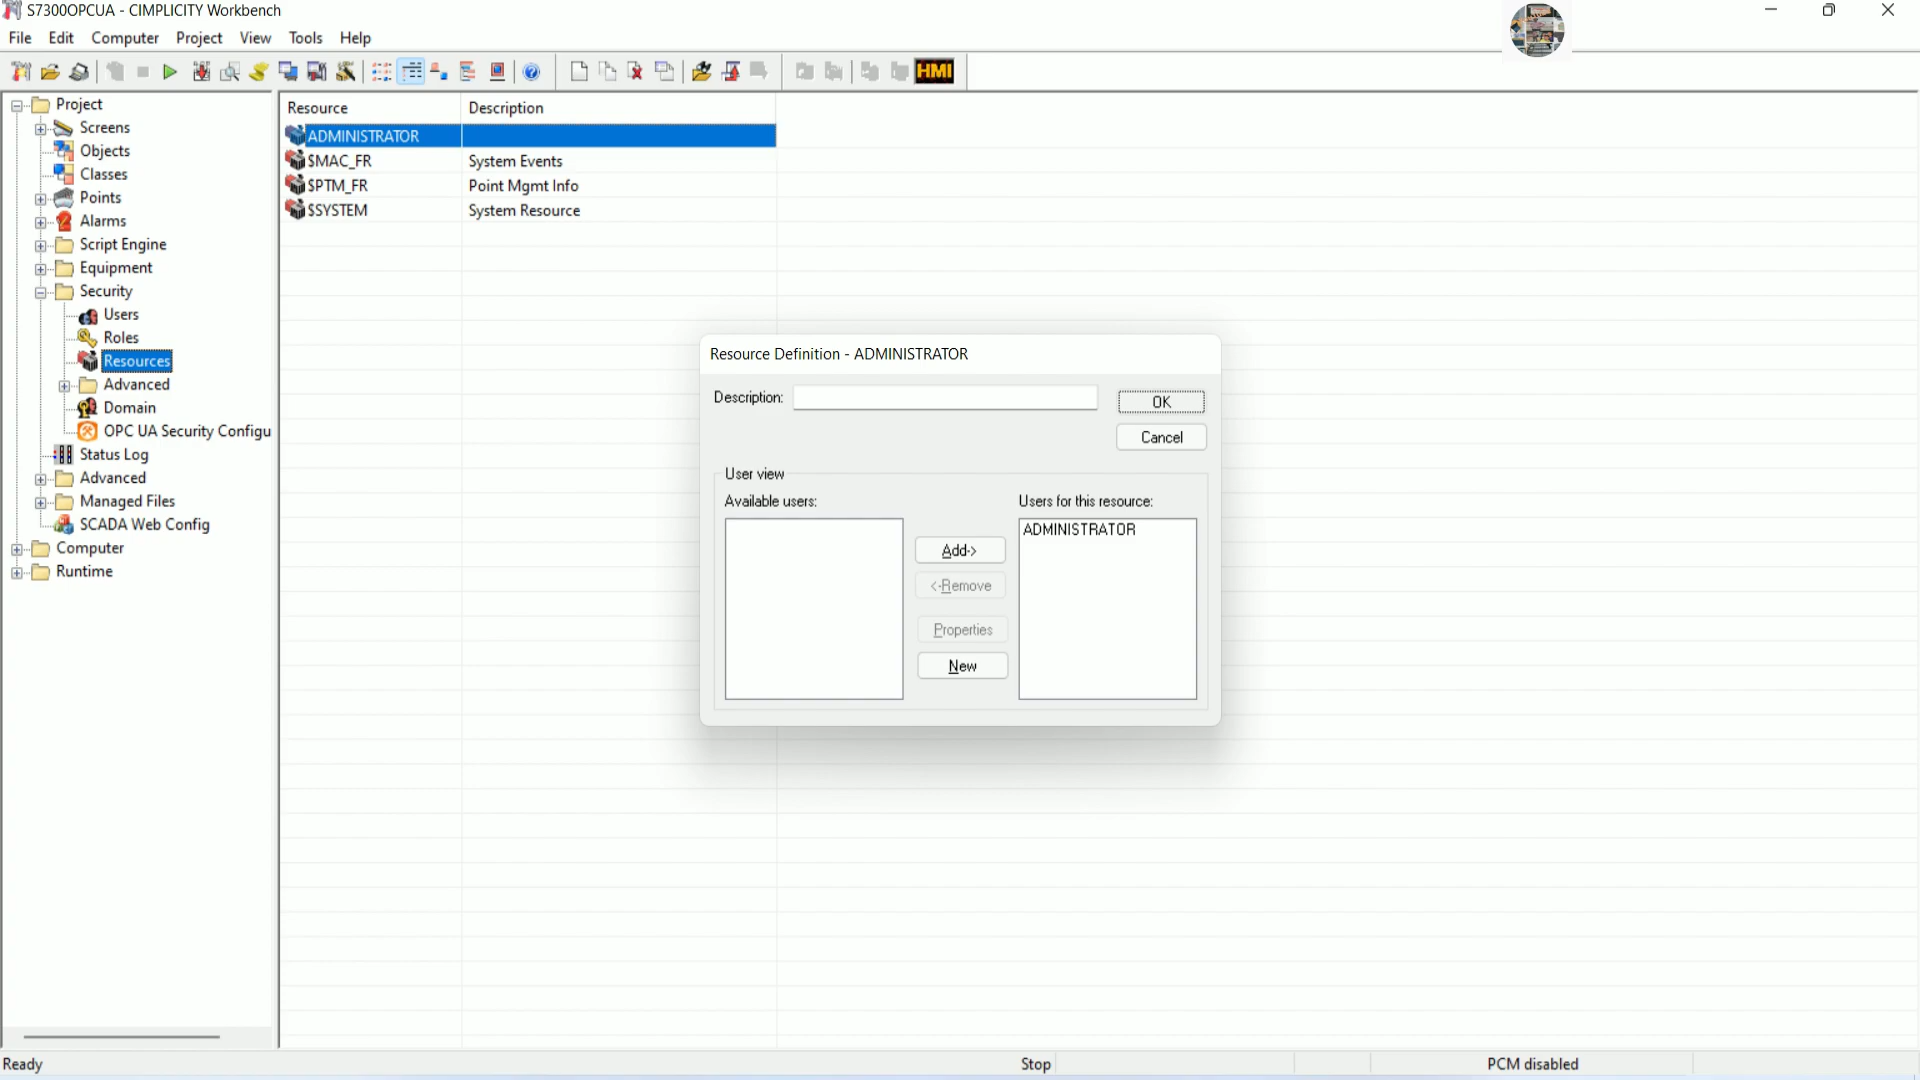 S7300OPCUA - CIMPLICITY Workbench
File Edit Computer Project View Tools Help
HMI
Project
Screens
Objects
Classes
Points
Alarms
Script Engine
Equipment
Security
Users
Roles
Resources
Advanced
Domain
OPC UA Security Configu
Status Log
Advanced
Managed Files
SCADA Web Config
Computer
Runtime
Resource Description
ADMINISTRATOR
$MAC_FR System Events
$PTM_FR Point Mgmt Info
$SYSTEM System Resource
Resource Definition - ADMINISTRATOR
Description: OK
Cancel
User view
Available users: Users for this resource:
ADMINISTRATOR
Add->
<-Remove
Properties
New
Ready Stop PCM disabled